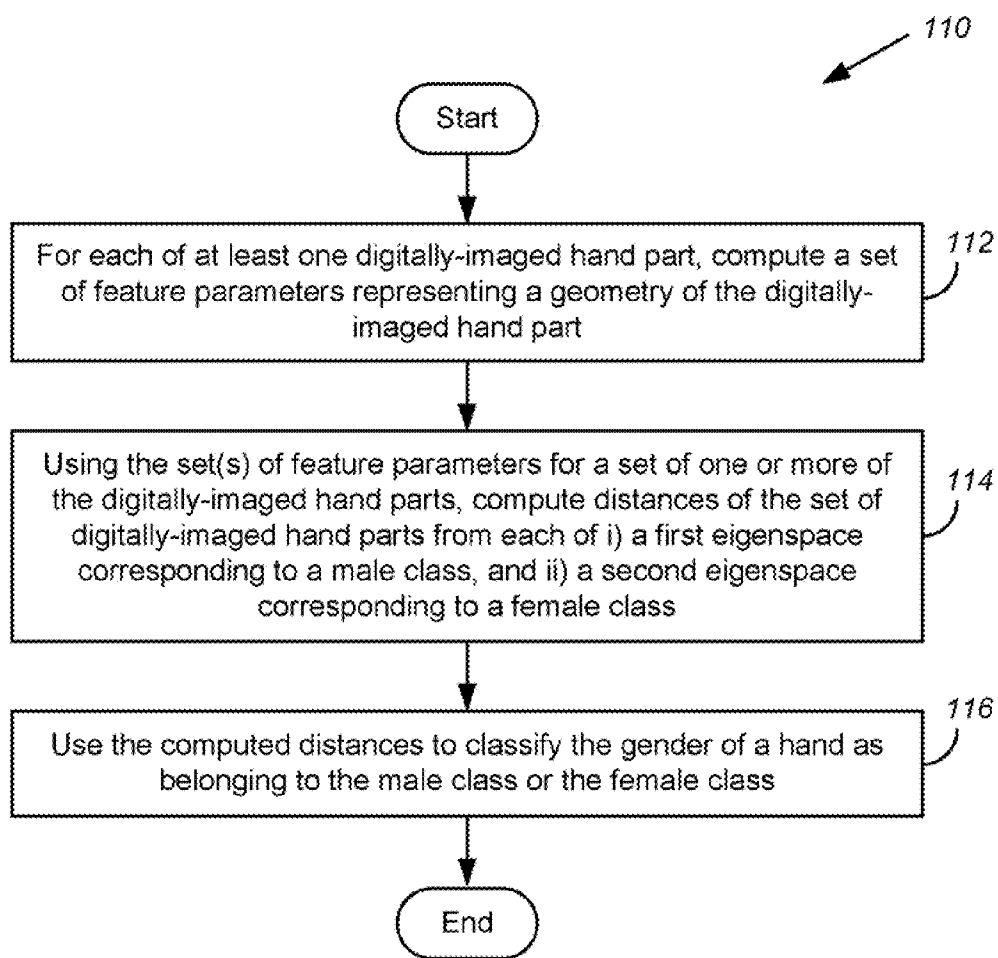 110
Start
For each of at least one digitally-imaged hand part, compute a set
of feature parameters representing a geometry of the digitally-
imaged hand part
112
Using the set(s) of feature parameters for a set of one or more of
the digitally-imaged hand parts, compute distances of the set of
digitally-imaged hand parts from each of i) a first eigenspace
corresponding to a male class, and ii) a second eigenspace
corresponding to a female class
114
Use the computed distances to classify the gender of a hand as
belonging to the male class or the female class
116
End